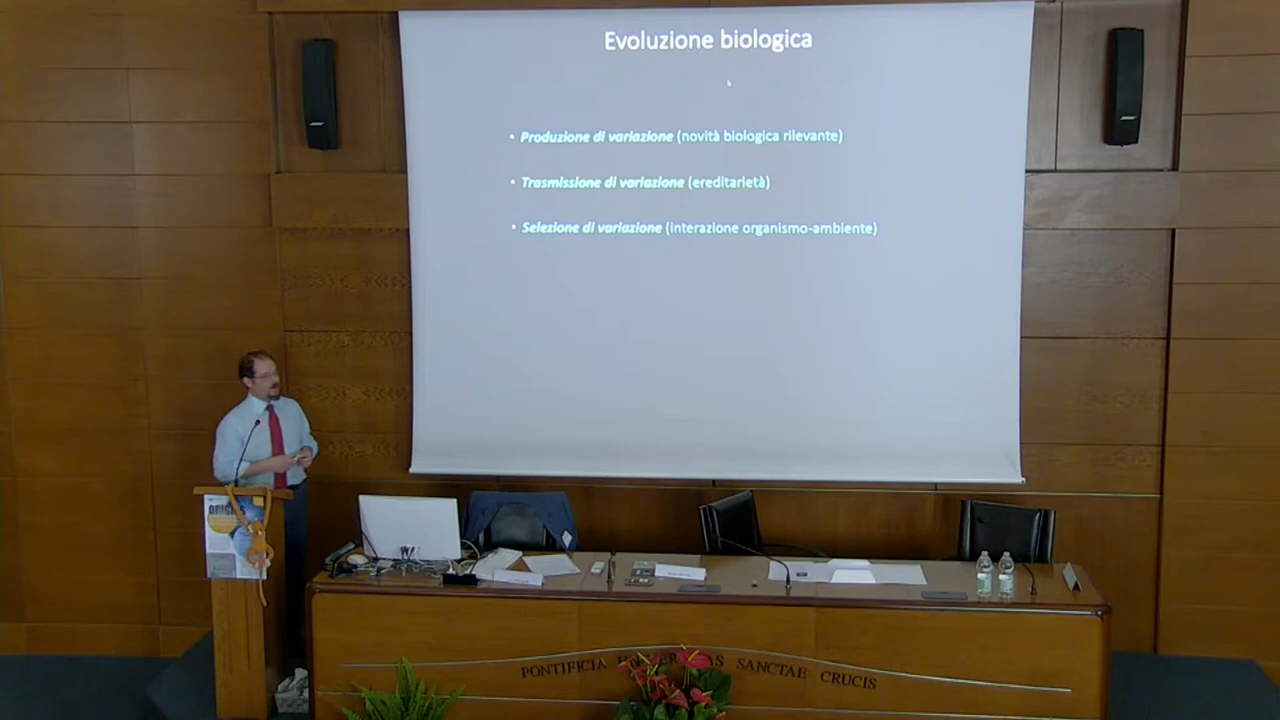 Evoluzione biologica
• Produzione di variazione (novità biologica rilevante)
• Trasmissione di variazione (ereditarietà)
• Selezione di variazione (interazione organismo-ambiente)
ORIGINS
PONTIFICIA SANCTAE CRUCIS